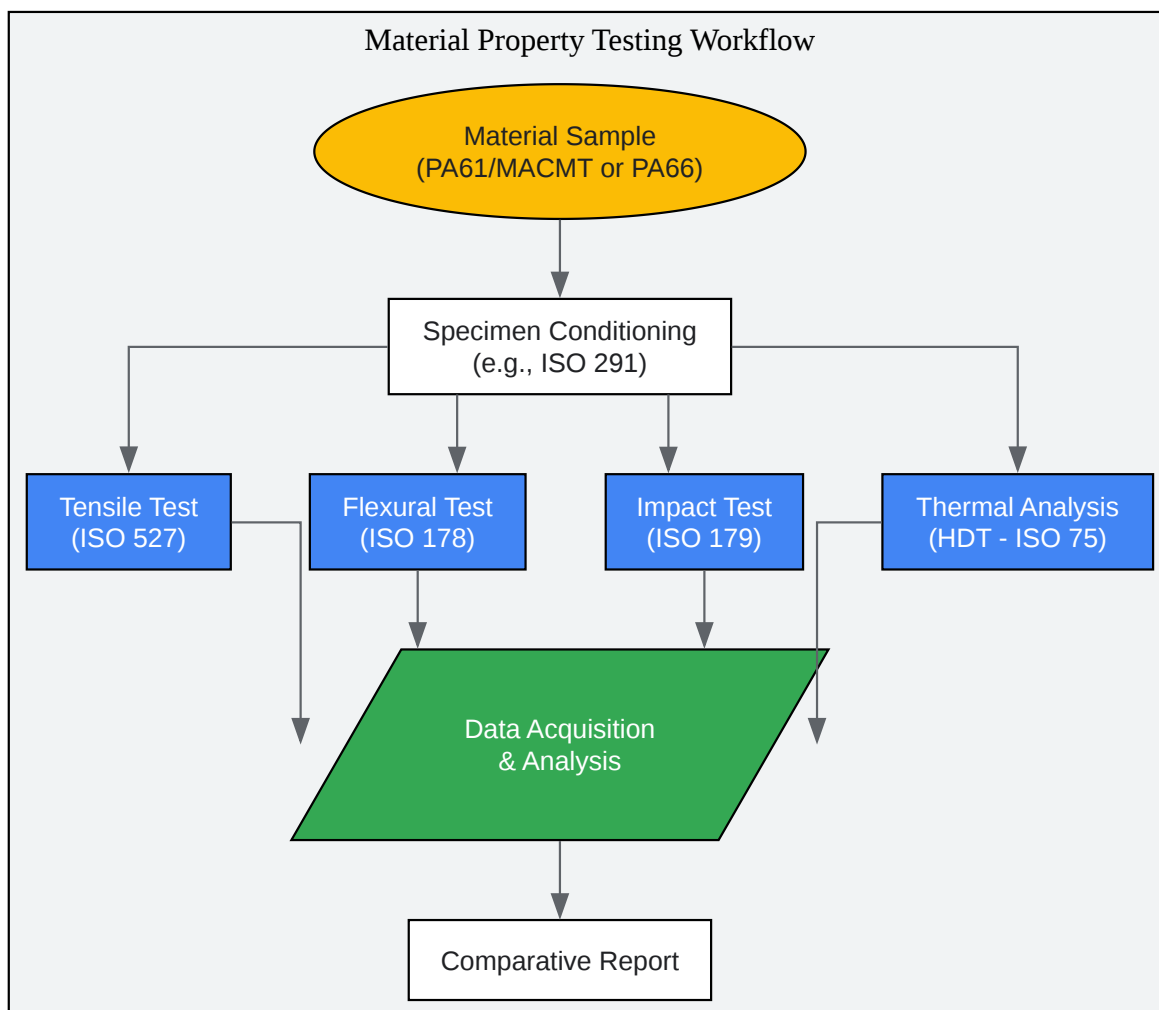 Material Property Testing Workflow
Material Sample
(PA61/MACMT or PA66)
Specimen Conditioning
(e.g., ISO 291)
Tensile Test
(ISO 527)
Flexural Test
(ISO 178)
Impact Test
(ISO 179)
Thermal Analysis
(HDT - ISO 75)
Data Acquisition
& Analysis
Comparative Report